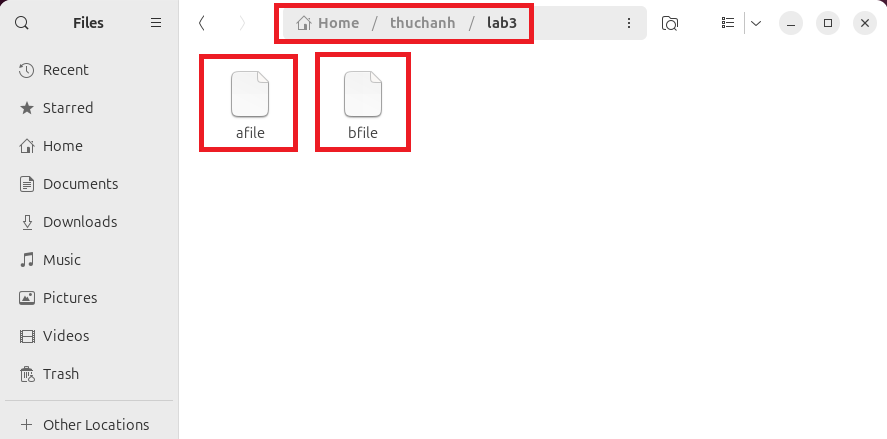 Files
Home / thuchanh / lab3
Recent
Starred
Home
Documents
Downloads
Music
Pictures
Videos
Trash
Other Locations
afile
bfile